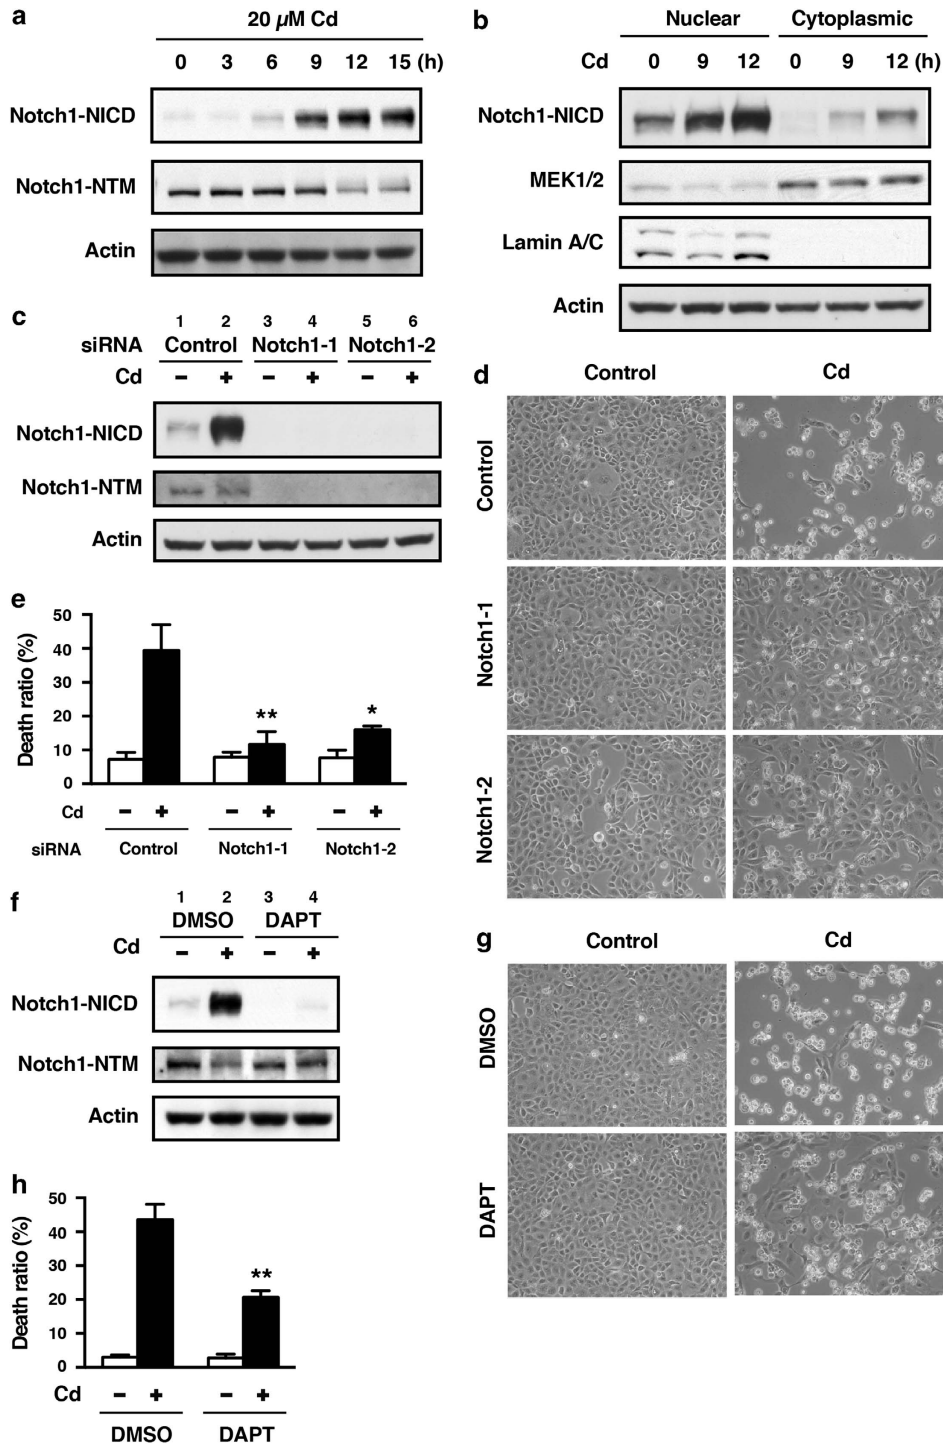 a
20 µM Cd
0 3 6 9 12 15 (h)
Notch1-NICD
Notch1-NTM
Actin
b
Nuclear Cytoplasmic
Cd 0 9 12 0 9 12 (h)
Notch1-NICD
MEK1/2
Lamin A/C
Actin
c
1 2 3 4 5 6
siRNA Control Notch1-1 Notch1-2
Cd − + − + − +
Notch1-NICD
Notch1-NTM
Actin
d
Control Cd
Control
Notch1-1
Notch1-2
e
Death ratio (%)
50
40
30
20
10
0
** *
Cd − + − + − +
siRNA Control Notch1-1 Notch1-2
f
1 2 3 4
DMSO DAPT
Cd − + − +
Notch1-NICD
Notch1-NTM
Actin
g
Control Cd
DMSO
DAPT
h
Death ratio (%)
50
40
30
20
10
0
**
Cd − + − +
DMSO DAPT